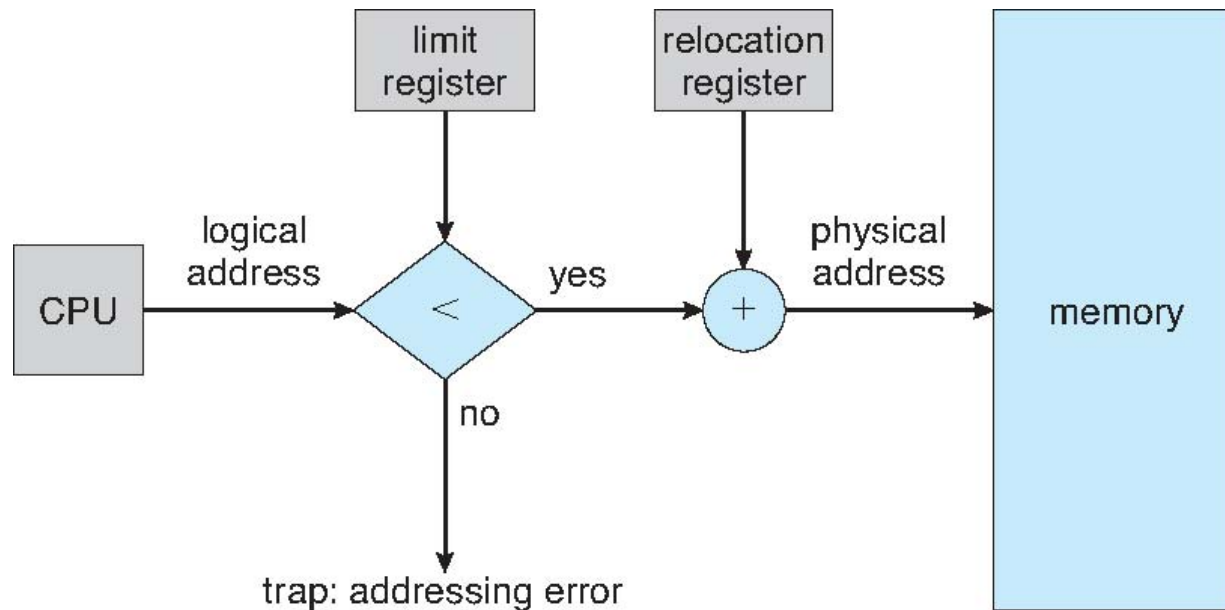 limit
register
relocation
register
logical
address
physical
address
CPU
<
yes
+
memory
no
trap: addressing error